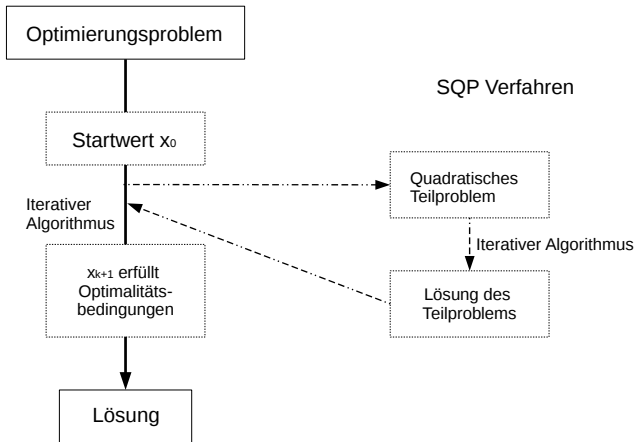 Optimierungsproblem
SQP Verfahren
Startwert x0
Quadratisches
Teilproblem
Iterativer
Algorithmus
Iterativer Algorithmus
xk+1 erfüllt
Optimalitäts-
bedingungen
Lösung des
Teilproblems
Lösung